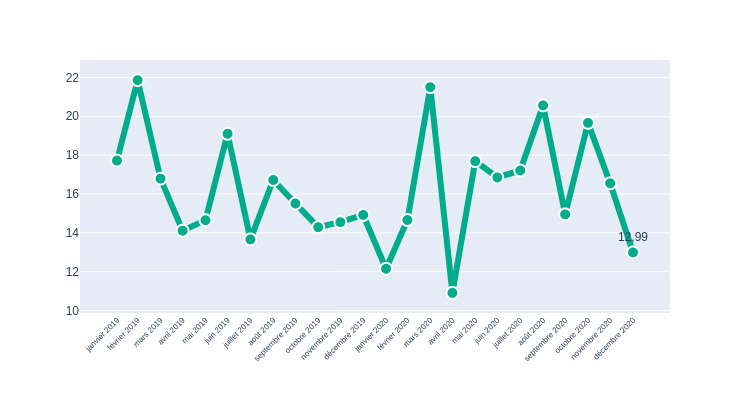 22
20
18
16
14
12
10
12.99
janvier 2019
février 2019
mars 2019
avril 2019
mai 2019
juin 2019
juillet 2019
août 2019
septembre 2019
octobre 2019
novembre 2019
décembre 2019
janvier 2020
février 2020
mars 2020
avril 2020
mai 2020
juin 2020
juillet 2020
août 2020
septembre 2020
octobre 2020
novembre 2020
décembre 2020